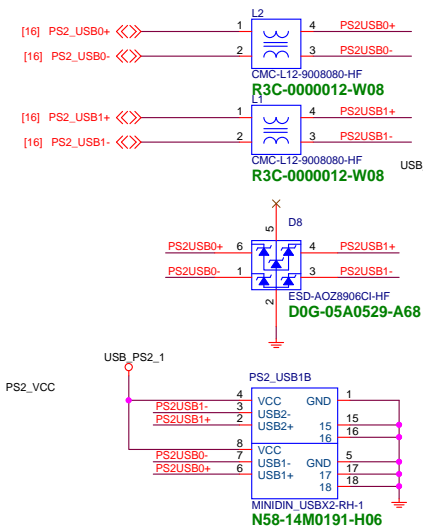 L2
[16] PS2_USB0+ 1 4 PS2USB0+
[16] PS2_USB0- 2 3 PS2USB0-
CMC-L12-9008080-HF
R3C-0000012-W08
L1
[16] PS2_USB1+ 1 4 PS2USB1+
[16] PS2_USB1- 2 3 PS2USB1-
CMC-L12-9008080-HF
R3C-0000012-W08
USB
D8
5
PS2USB0+ 6 4 PS2USB1+
PS2USB0- 1 3 PS2USB1-
2
ESD-AOZ8906CI-HF
D0G-05A0529-A68
USB_PS2_1
PS2_VCC
PS2_USB1B
4 VCC GND 1
PS2USB1- 3 USB2-
PS2USB1+ 2 USB2+ 15 15
16 16
8 VCC
PS2USB0- 7 USB1- GND 5
PS2USB0+ 6 USB1+ 17 17
18 18
MINIDIN_USBX2-RH-1
N58-14M0191-H06